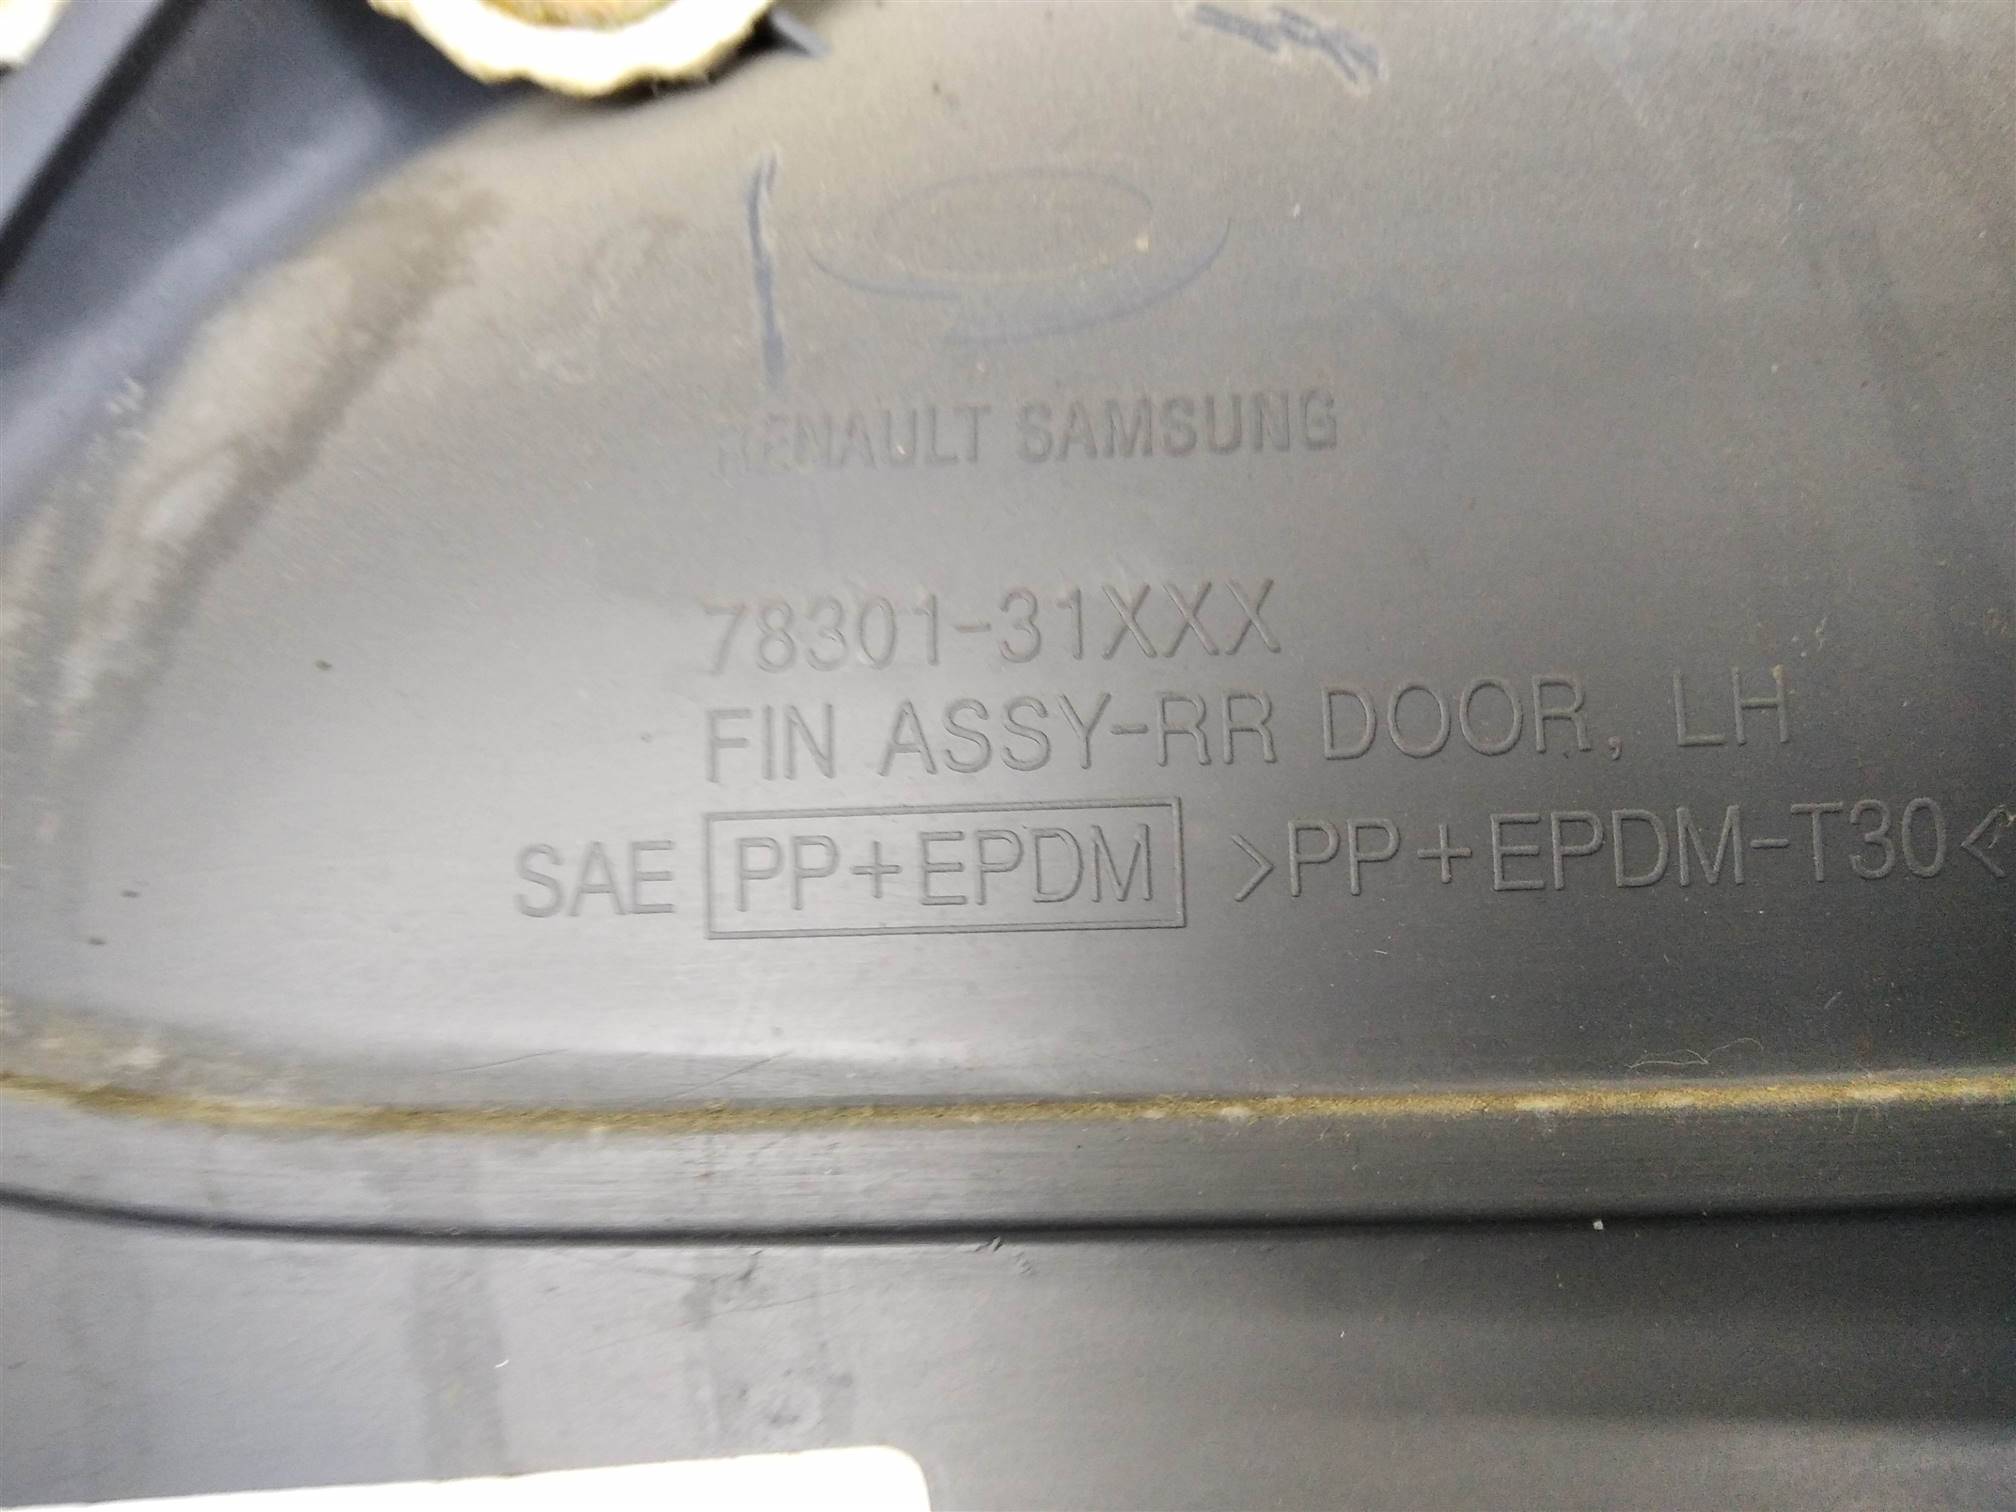 RENAULT SAMSUNG
78301-31XXX
FIN ASSY-RR DOOR, LH
SAE PP+EPDM >PP+EPDM-T30<